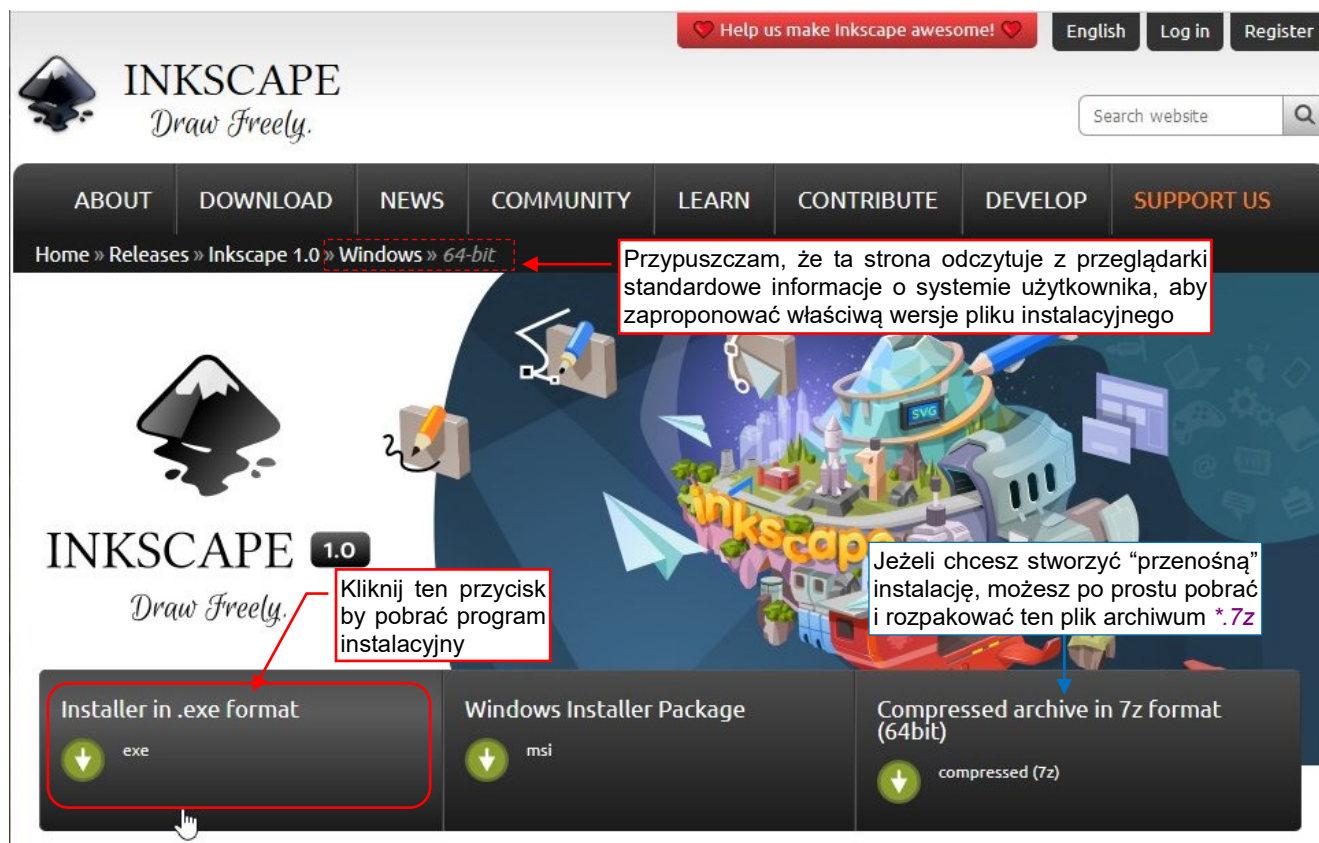 Help us make Inkscape awesome!
English
Log in
Register
INKSCAPE
Draw Freely.
Search website
ABOUT
DOWNLOAD
NEWS
COMMUNITY
LEARN
CONTRIBUTE
DEVELOP
SUPPORT US
Home » Releases » Inkscape 1.0 » Windows » 64-bit
Przypuszczam, że ta strona odczytuje z przeglądarki
standardowe informacje o systemie użytkownika, aby
zaproponować właściwą wersje pliku instalacyjnego
SVG
inkscape
INKSCAPE 1.0
Draw Freely.
Kliknij ten przycisk
by pobrać program
instalacyjny
Jeżeli chcesz stworzyć “przenośną”
instalację, możesz po prostu pobrać
i rozpakować ten plik archiwum *.7z
Installer in .exe format
exe
Windows Installer Package
msi
Compressed archive in 7z format
(64bit)
compressed (7z)